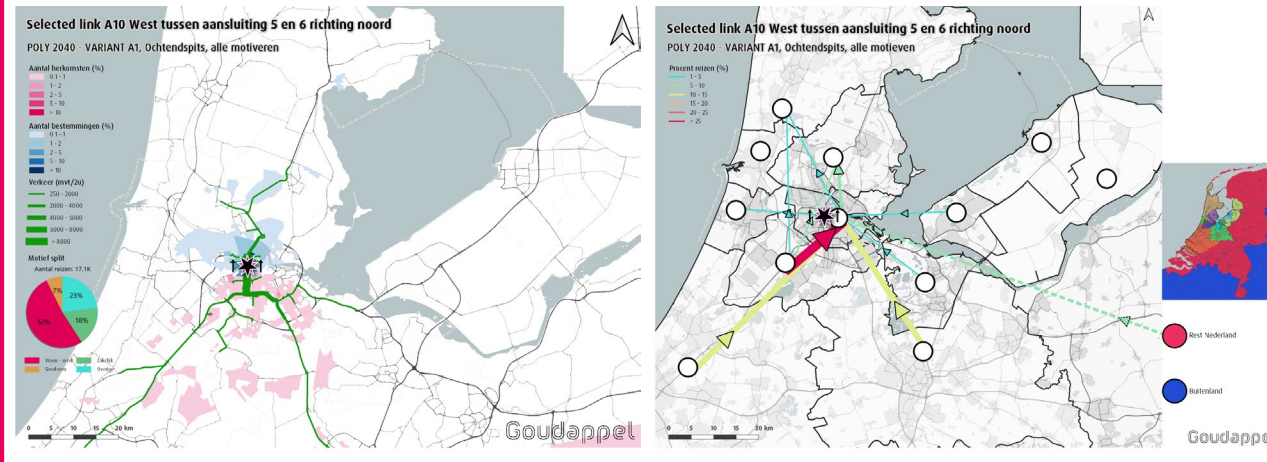 Selected link A10 West tussen aansluiting 5 en 6 richting noord
POLY 2040 - VARIANT A1, Ochtendspits, alle motiveren
Aantal herkomsten (%)
0.1 - 1
1 - 2
2 - 5
5 - 10
> 10
Aantal bestemmingen (%)
0.1 - 1
1 - 2
2 - 5
5 - 10
> 10
Verkeer (mvt/2u)
250 - 2000
2000 - 4000
4000 - 6000
6000 - 8000
> 8000
Motief split
Aantal reizen: 17.1K
7%
23%
52%
18%
Woon - werk
Zakelijk
Goederen
Overige
0 5 10 15 20 km
Goudappel
Selected link A10 West tussen aansluiting 5 en 6 richting noord
POLY 2040 - VARIANT A1, Ochtendspits, alle motieven
Procent reizen (%)
1 - 5
5 - 10
10 - 15
15 - 20
20 - 25
> 25
0 5 10 15 20 km
Rest Nederland
Buitenland
Goudappe